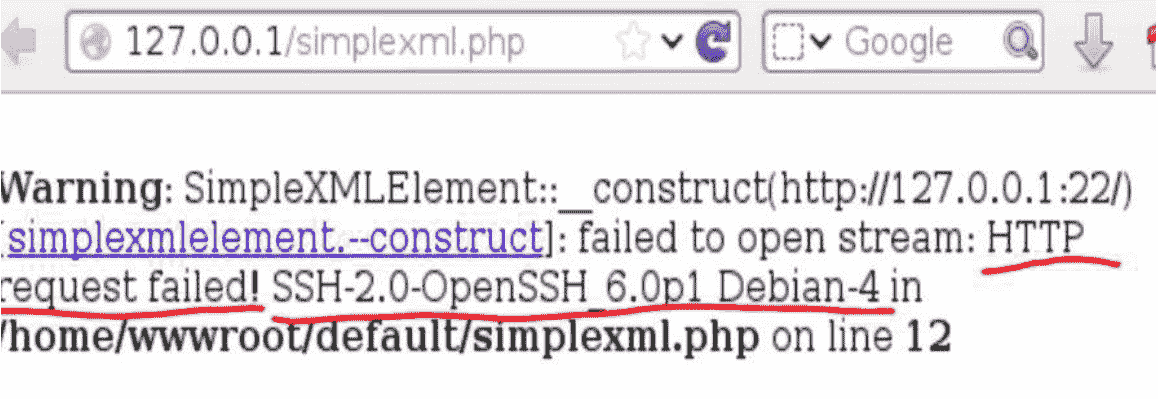 127.0.0.1/simplexml.php Google
Warning: SimpleXMLElement::__construct(http://127.0.0.1:22/)
[simplexmlelement.--construct]: failed to open stream: HTTP
request failed! SSH-2.0-OpenSSH_6.0p1 Debian-4 in
/home/wwwroot/default/simplexml.php on line 12